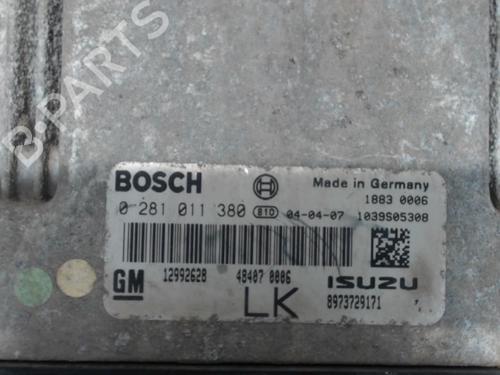 B-PARTS
BOSCH Made in Germany
1883 0006
0 281 011 380 810 04-04-07 1039S05308
12992628 48407 0006 ISUZU
GM LK 8973729171